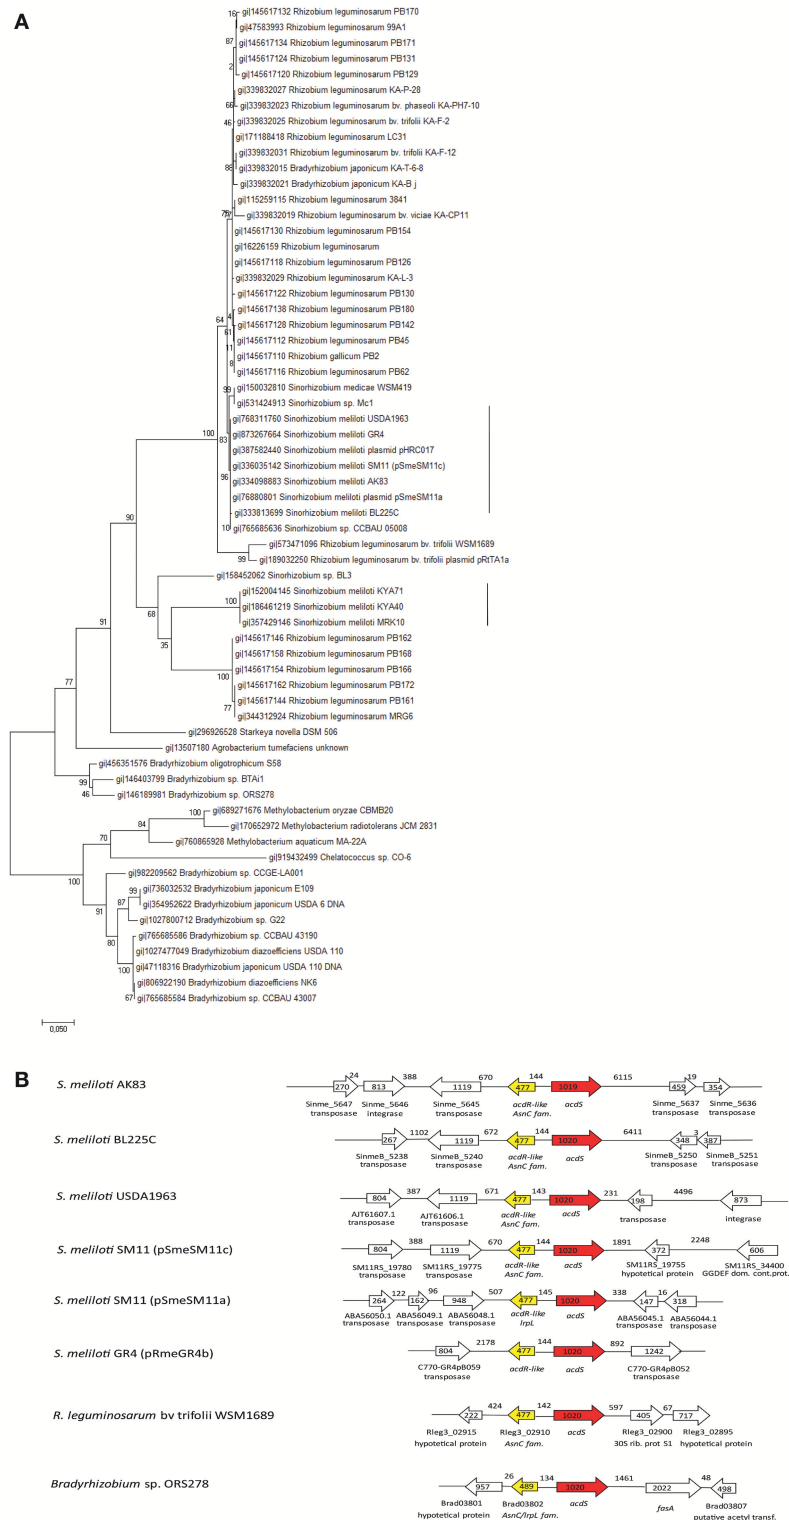 A
gi|145617132 Rhizobium leguminosarum PB170
gi|47583993 Rhizobium leguminosarum 99A1
gi|145617134 Rhizobium leguminosarum PB171
gi|145617124 Rhizobium leguminosarum PB131
gi|145617120 Rhizobium leguminosarum PB129
gi|339832027 Rhizobium leguminosarum KA-P-28
gi|339832023 Rhizobium leguminosarum bv. phaseoli KA-PH7-10
gi|339832025 Rhizobium leguminosarum bv. trifolii KA-F-2
gi|171188418 Rhizobium leguminosarum LC31
gi|339832031 Rhizobium leguminosarum bv. trifolii KA-F-12
gi|339832015 Bradyrhizobium japonicum KA-T-6-8
gi|339832021 Bradyrhizobium japonicum KA-B j
gi|115259115 Rhizobium leguminosarum 3841
gi|339832019 Rhizobium leguminosarum bv. viciae KA-CP11
gi|145617130 Rhizobium leguminosarum PB154
gi|16226159 Rhizobium leguminosarum
gi|145617118 Rhizobium leguminosarum PB126
gi|339832029 Rhizobium leguminosarum KA-L-3
gi|145617122 Rhizobium leguminosarum PB130
gi|145617138 Rhizobium leguminosarum PB180
gi|145617128 Rhizobium leguminosarum PB142
gi|145617112 Rhizobium leguminosarum PB45
gi|145617110 Rhizobium gallicum PB2
gi|145617116 Rhizobium leguminosarum PB62
gi|150032810 Sinorhizobium medicae WSM419
gi|531424913 Sinorhizobium sp. Mc1
gi|768311760 Sinorhizobium meliloti USDA1963
gi|873267664 Sinorhizobium meliloti GR4
gi|387582440 Sinorhizobium meliloti plasmid pHRC017
gi|336035142 Sinorhizobium meliloti SM11 (pSmeSM11c)
gi|334098883 Sinorhizobium meliloti AK83
gi|76880801 Sinorhizobium meliloti plasmid pSmeSM11a
gi|333813699 Sinorhizobium meliloti BL225C
gi|765685636 Sinorhizobium sp. CCBAU 05008
gi|573471096 Rhizobium leguminosarum bv. trifolii WSM1689
gi|189032250 Rhizobium leguminosarum bv. trifolii plasmid pRtTA1a
gi|158452062 Sinorhizobium sp. BL3
gi|152004145 Sinorhizobium meliloti KYA71
gi|186461219 Sinorhizobium meliloti KYA40
gi|357429146 Sinorhizobium meliloti MRK10
gi|145617146 Rhizobium leguminosarum PB162
gi|145617158 Rhizobium leguminosarum PB168
gi|145617154 Rhizobium leguminosarum PB166
gi|145617162 Rhizobium leguminosarum PB172
gi|145617144 Rhizobium leguminosarum PB161
gi|344312924 Rhizobium leguminosarum MRG6
gi|296926528 Starkeya novella DSM 506
gi|13507180 Agrobacterium tumefaciens unknown
gi|456351576 Bradyrhizobium oligotrophicum S58
gi|146403799 Bradyrhizobium sp. BTAi1
gi|146189981 Bradyrhizobium sp. ORS278
gi|689271676 Methylobacterium oryzae CBMB20
gi|170652972 Methylobacterium radiotolerans JCM 2831
gi|760865928 Methylobacterium aquaticum MA-22A
gi|919432499 Chelatococcus sp. CO-6
gi|982209562 Bradyrhizobium sp. CCGE-LA001
gi|736032532 Bradyrhizobium japonicum E109
gi|354952622 Bradyrhizobium japonicum USDA 6 DNA
gi|1027800712 Bradyrhizobium sp. G22
gi|765685586 Bradyrhizobium sp. CCBAU 43190
gi|1027477049 Bradyrhizobium diazoefficiens USDA 110
gi|47118316 Bradyrhizobium japonicum USDA 110 DNA
gi|806922190 Bradyrhizobium diazoefficiens NK6
gi|765685584 Bradyrhizobium sp. CCBAU 43007
16
87
2
66
46
88
64
4
61
11
8
99
83
96
10
100
99
90
100
68
35
100
77
91
77
99
46
100
84
70
100
91
99
87
80
100
67
0,050
B
S. meliloti AK83
24 388 670 144 6115 19
270 813 1119 477 1019 459 354
Sinme_5647 Sinme_5646 Sinme_5645 acdR-like acdS Sinme_5637 Sinme_5636
transposase integrase transposase AsnC fam. transposase transposase
S. meliloti BL225C
1102 672 144 6411 3
267 1119 477 1020 348 387
SinmeB_5238 SinmeB_5240 acdR-like acdS SinmeB_5250 SinmeB_5251
transposase transposase AsnC fam. transposase transposase
S. meliloti USDA1963
387 671 143 231 4496
804 1119 477 1020 198 873
AJT61607.1 AJT61606.1 acdR-like acdS transposase integrase
transposase transposase AsnC fam.
S. meliloti SM11 (pSmeSM11c)
388 670 144 1891 2248
804 1119 477 1020 372 606
SM11RS_19780 SM11RS_19775 acdR-like acdS SM11RS_19755 SM11RS_34400
transposase transposase AsnC fam. hypotetical protein GGDEF dom. cont.prot.
S. meliloti SM11 (pSmeSM11a)
122 96 507 145 338 16
264 162 948 477 1020 147 318
ABA56050.1 ABA56049.1 ABA56048.1 acdR-like acdS ABA56045.1 ABA56044.1
transposase transposase transposase lrpL transposase transposase
S. meliloti GR4 (pRmeGR4b)
2178 144 892
804 477 1020 1242
C770-GR4pB059 acdR-like acdS C770-GR4pB052
transposase transposase
R. leguminosarum bv trifolii WSM1689
424 142 597 67
222 477 1020 405 717
Rleg3_02915 Rleg3_02910 acdS Rleg3_02900 Rleg3_02895
hypotetical protein AsnC fam. 30S rib. prot S1 hypotetical protein
Bradyrhizobium sp. ORS278
26 134 1461 48
957 489 1020 2022 498
Brad03801 Brad03802 acdS fasA Brad03807
hypotetical protein AsnC/lrpL fam. putative acetyl transf.